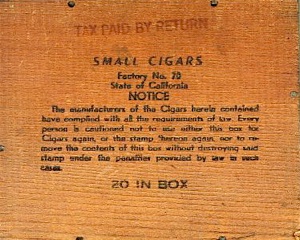 TAX PAID BY RETURN
SMALL CIGARS
Factory No. 70
State of California
NOTICE
The manufacturers of the Cigars herein contained
have complied with all the requirements of law. Every
person is cautioned not to use either this box for
Cigars again, or the stamp thereon again, nor to re-
move the contents of this box without destroying said
stamp under the penalties provided by law in such
cases.
20 IN BOX